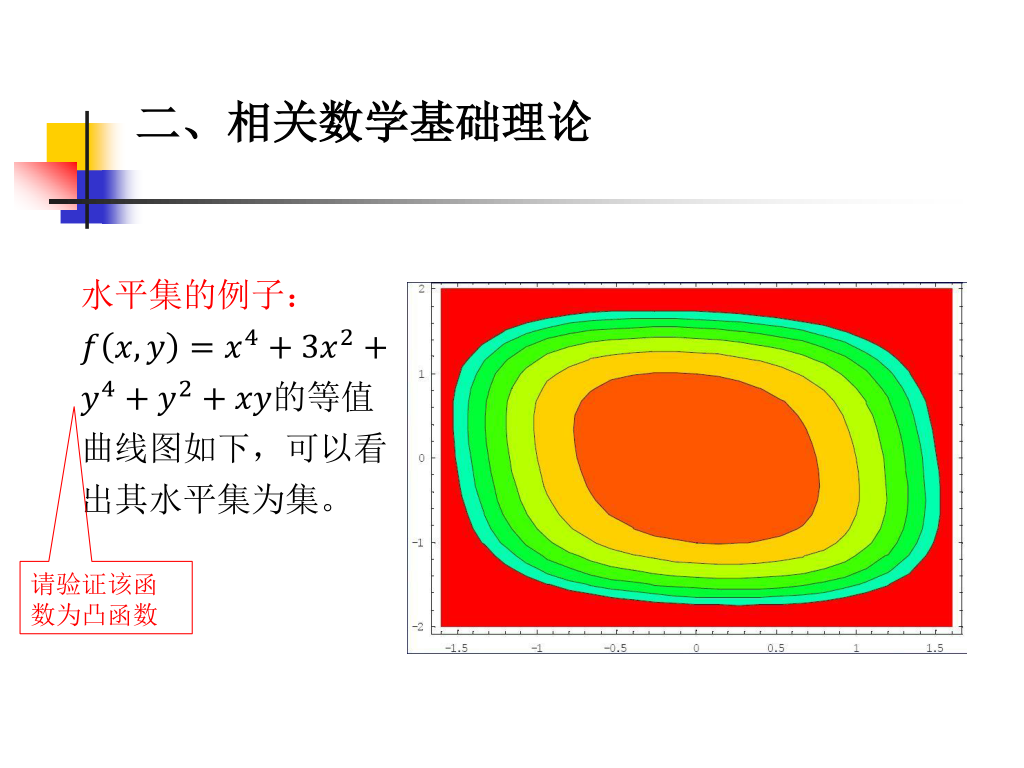 二、相关数学基础理论
水平集的例子：
f(x,y) = x⁴ + 3x² +
y⁴ + y² + xy的等值
曲线图如下，可以看
出其水平集为集。
请验证该函
数为凸函数
2
1
0
-1
-2
-1.5 -1 -0.5 0 0.5 1 1.5